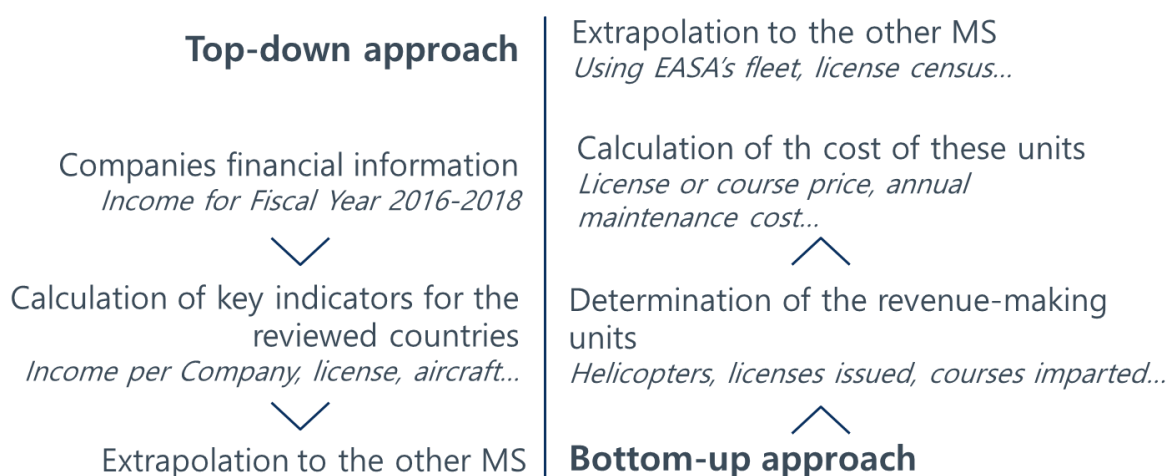 Top-down approach
Companies financial information
Income for Fiscal Year 2016-2018
Calculation of key indicators for the
reviewed countries
Income per Company, license, aircraft...
Extrapolation to the other MS
Extrapolation to the other MS
Using EASA's fleet, license census...
Calculation of th cost of these units
License or course price, annual
maintenance cost...
Determination of the revenue-making
units
Helicopters, licenses issued, courses imparted...
Bottom-up approach